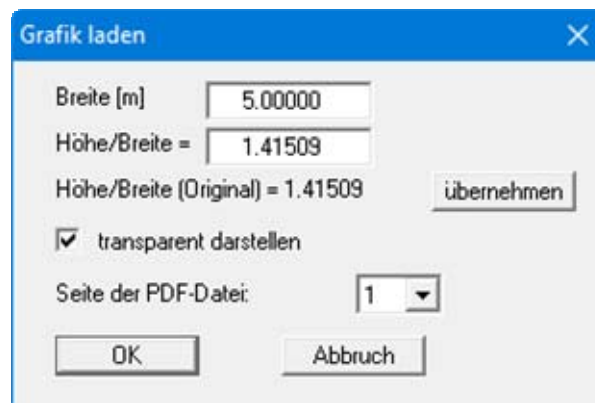 Grafik laden
Breite [m] 5.00000
Höhe/Breite = 1.41509
Höhe/Breite (Original) = 1.41509 übernehmen
transparent darstellen
Seite der PDF-Datei: 1
OK Abbruch